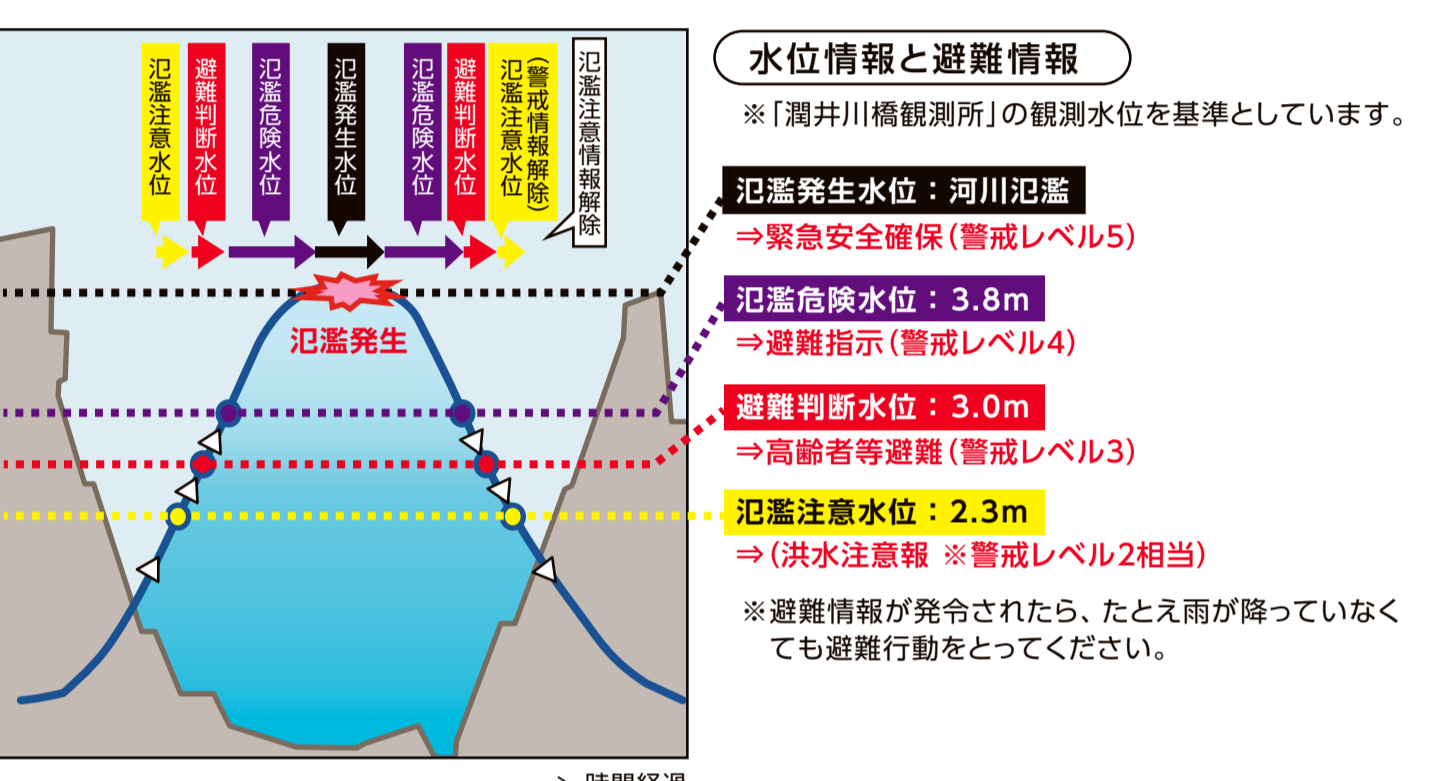 氾濫注意水位
避難判断水位
氾濫危険水位
氾濫発生水位
氾濫危険水位
避難判断水位
(警戒情報解除)
氾濫注意水位
氾濫注意情報解除
氾濫発生
水位情報と避難情報
※「潤井川橋観測所」の観測水位を基準としています。
氾濫発生水位：河川氾濫
⇒緊急安全確保(警戒レベル5)
氾濫危険水位：3.8m
⇒避難指示(警戒レベル4)
避難判断水位：3.0m
⇒高齢者等避難(警戒レベル3)
氾濫注意水位：2.3m
⇒(洪水注意報 ※警戒レベル2相当)
※避難情報が発令されたら、たとえ雨が降っていなく
ても避難行動をとってください。
時間経過